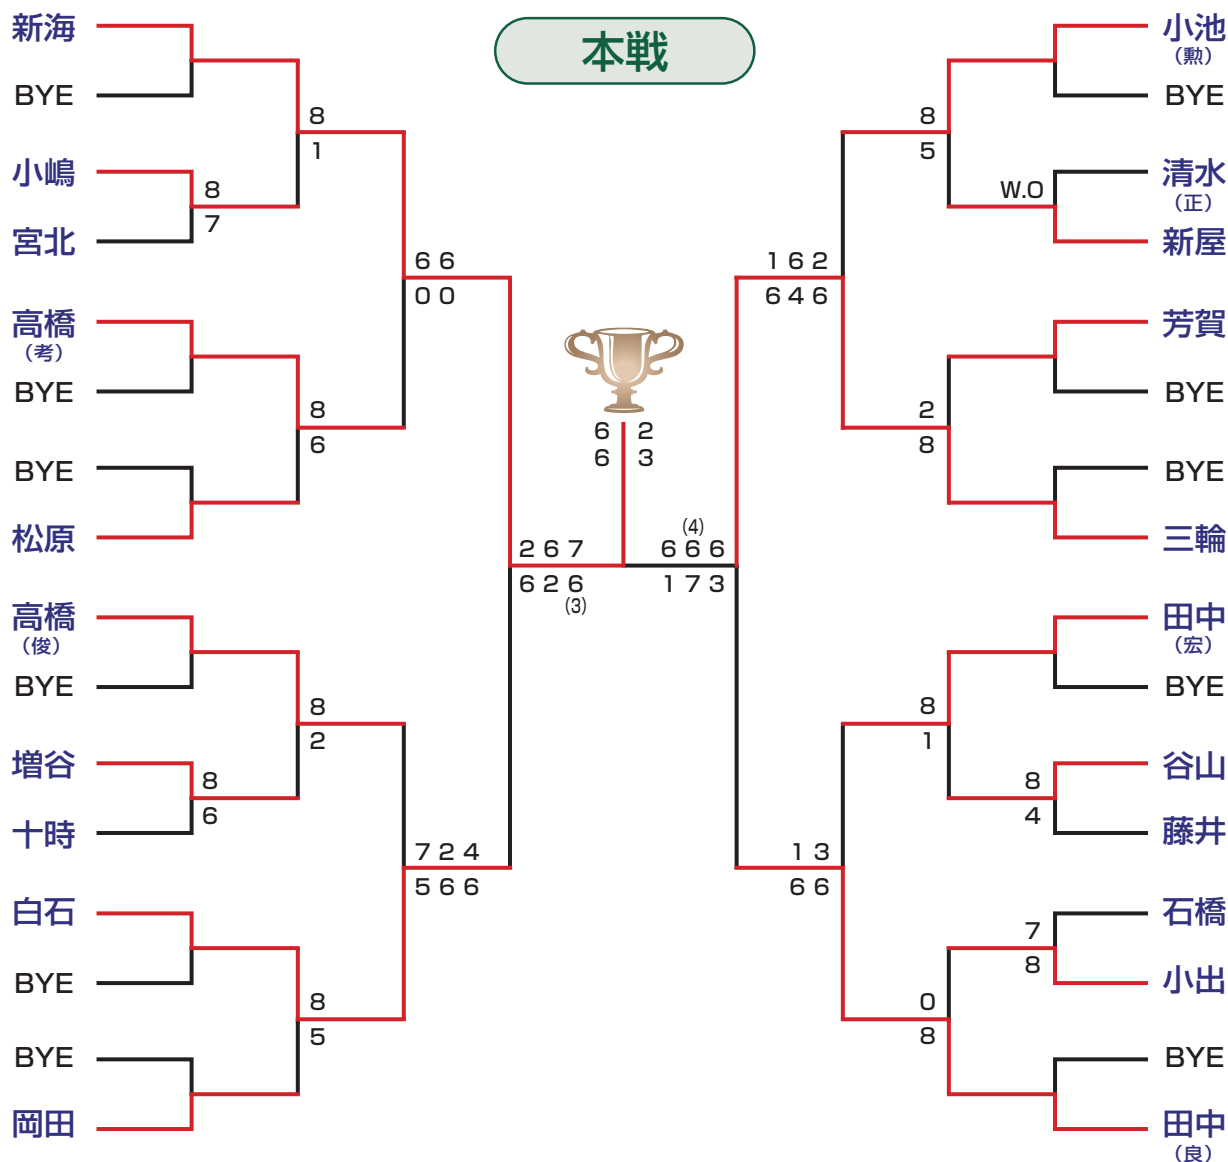 本戦
新海
BYE
8
1
小嶋
8
7
宮北
6 6
0 0
高橋
（考）
BYE
8
6
BYE
松原
2 6 7
6 2 6
(3)
高橋
（俊）
BYE
8
2
増谷
8
6
十時
7 2 4
5 6 6
白石
BYE
8
5
BYE
岡田
6 2
6 3
小池
（勲）
BYE
8
5
清水
（正）
W.O
新屋
1 6 2
6 4 6
芳賀
BYE
2
8
BYE
三輪
(4)
6 6 6
1 7 3
田中
（宏）
BYE
8
1
谷山
8
4
藤井
1 3
6 6
石橋
7
8
小出
0
8
BYE
田中
（良）